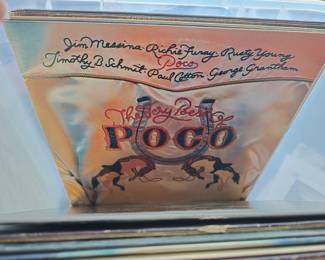 Jim Messina · Richie Furay · Rusty Young
Poco
Timothy B. Schmit · Paul Cotton · George Grantham
The Very Best of
POCO